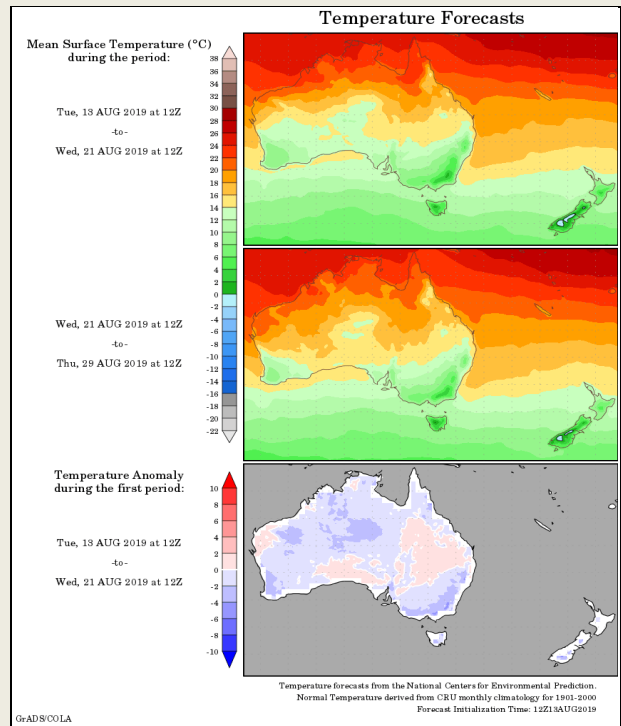 Temperature Forecasts
Mean Surface Temperature (°C)
during the period:
38
36
34
32
30
28
26
24
22
20
18
16
14
12
10
8
6
4
2
0
-2
-4
-6
-8
-10
-12
-14
-16
-18
-20
-22
Tue, 13 AUG 2019 at 12Z
-to-
Wed, 21 AUG 2019 at 12Z
Wed, 21 AUG 2019 at 12Z
-to-
Thu, 29 AUG 2019 at 12Z
Temperature Anomaly
during the first period:
10
8
6
4
2
0
-2
-4
-6
-8
-10
Tue, 13 AUG 2019 at 12Z
-to-
Wed, 21 AUG 2019 at 12Z
Temperature forecasts from the National Centers for Environmental Prediction.
Normal Temperature derived from CRU monthly climatology for 1901-2000
Forecast Initialization Time: 12Z13AUG2019
GrADS/COLA